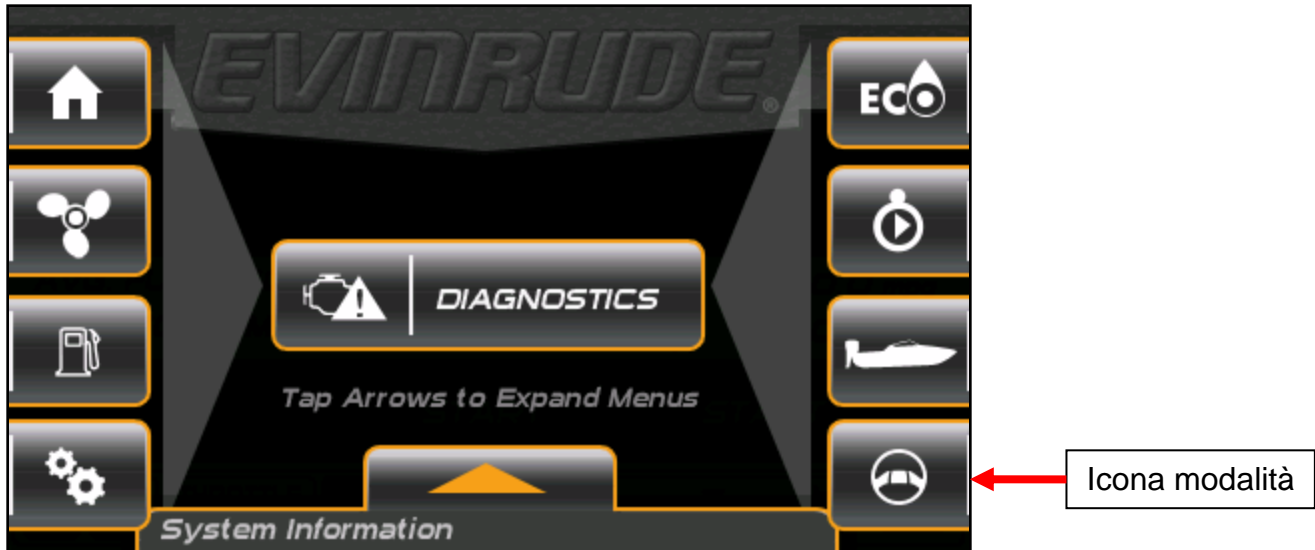 EVINRUDE®
ECO
DIAGNOSTICS
Tap Arrows to Expand Menus
Icona modalità
System Information